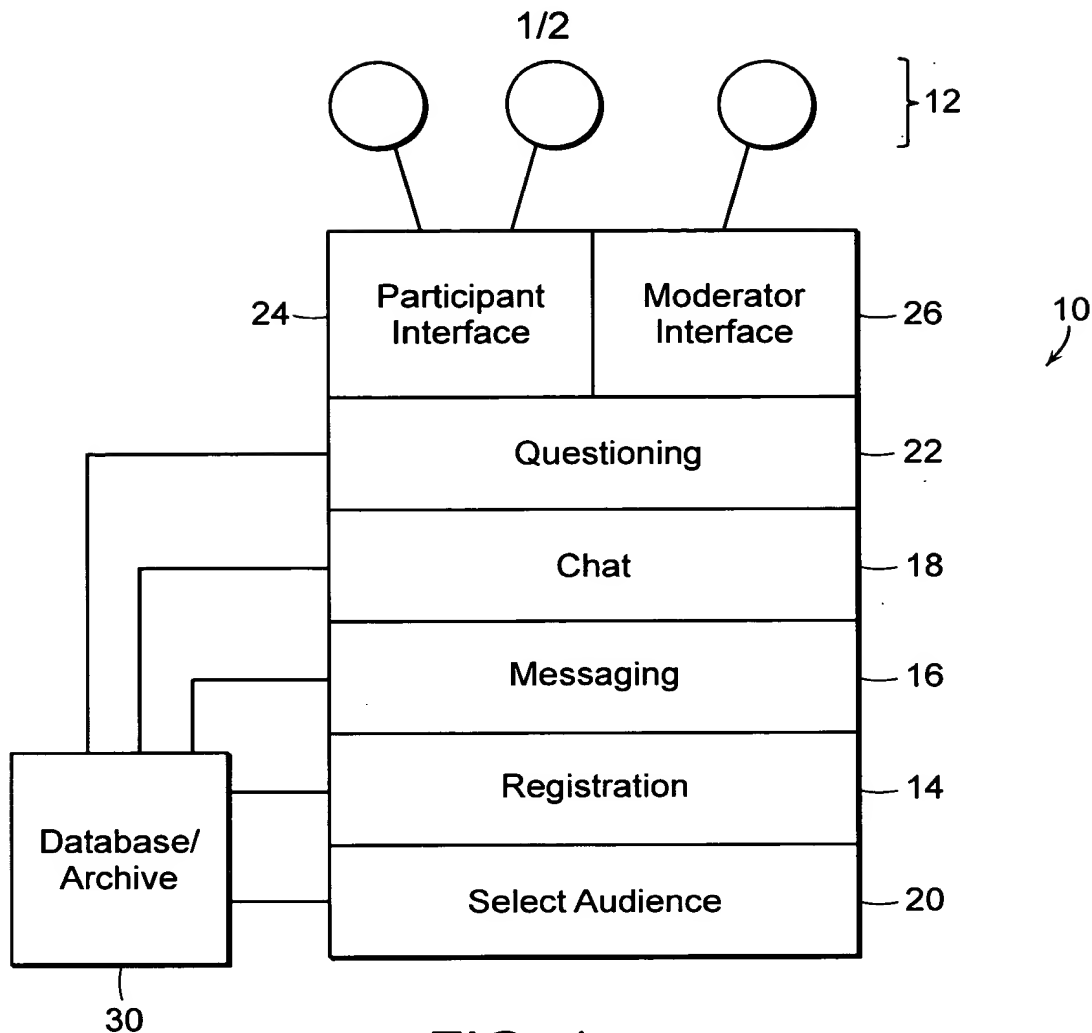 1/2
12
Participant
Interface
Moderator
Interface
24
26
10
Questioning
22
Chat
18
Messaging
16
Registration
14
Database/
Archive
Select Audience
20
30